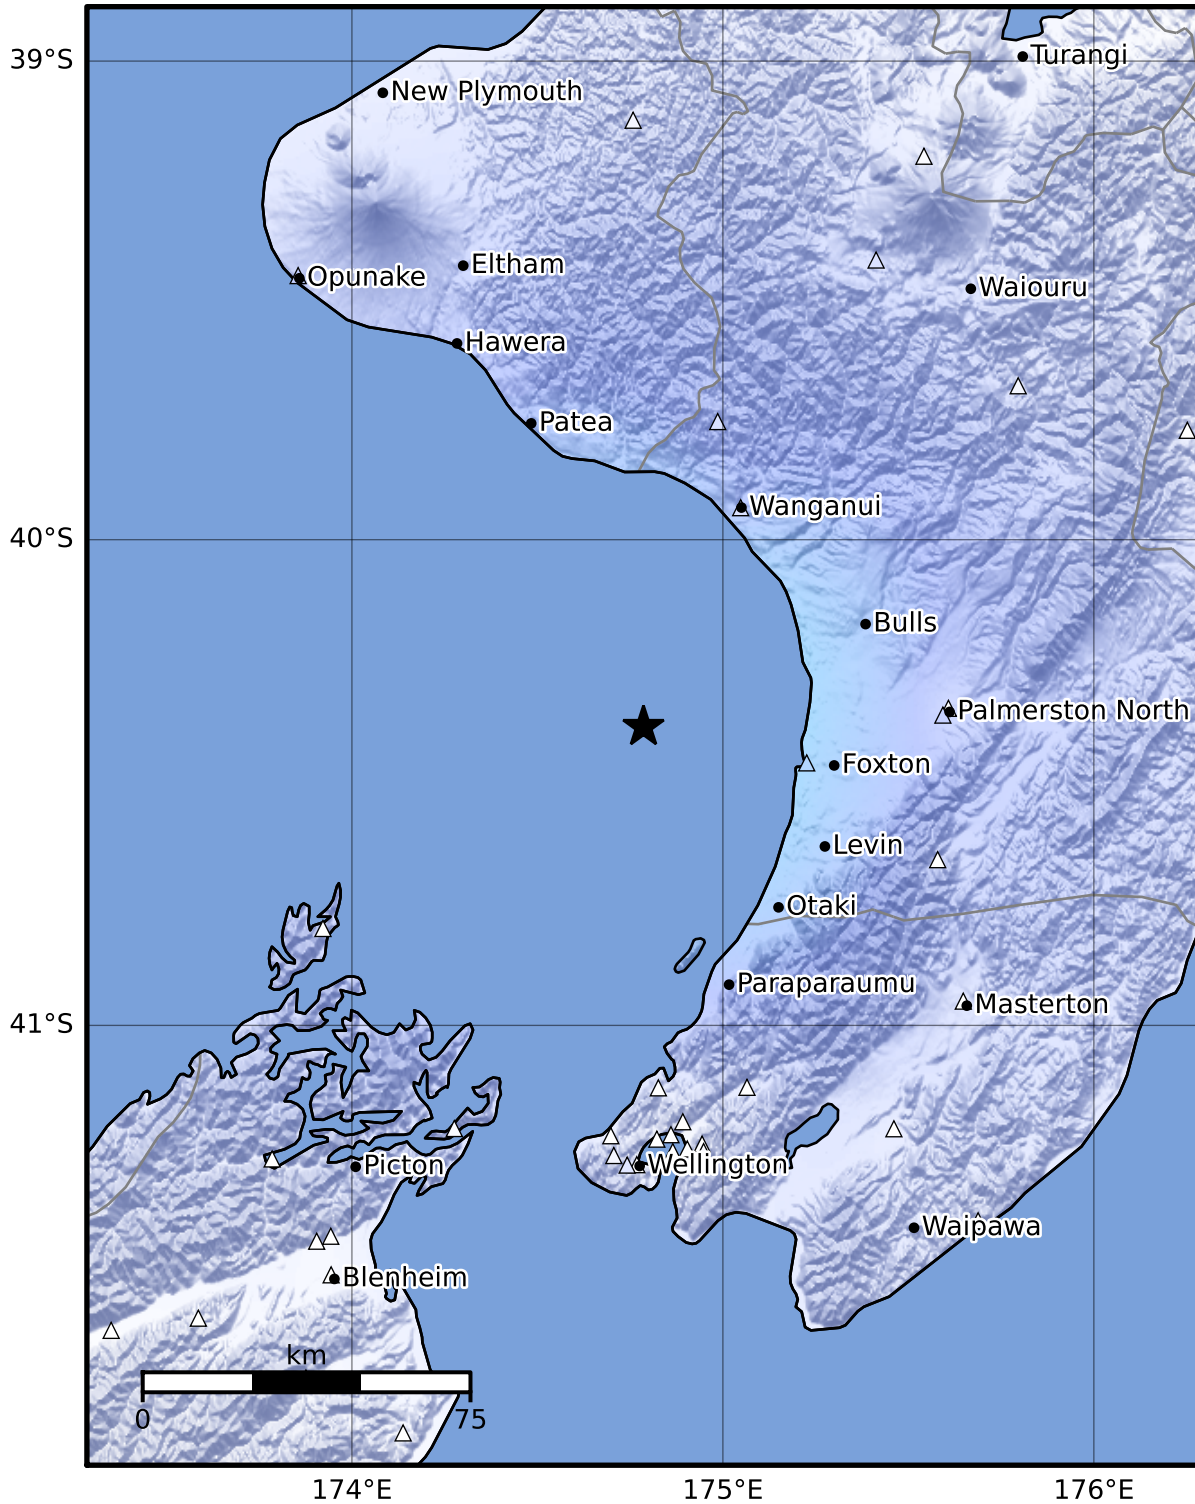 39°S
Turangi
New Plymouth
Opunake
Eltham
Waiouru
Hawera
Patea
Wanganui
40°S
Bulls
Palmerston North
Foxton
Levin
Otaki
Paraparaumu
Masterton
41°S
Picton
Wellington
Waipawa
Blenheim
km
0
75
174°E
175°E
176°E